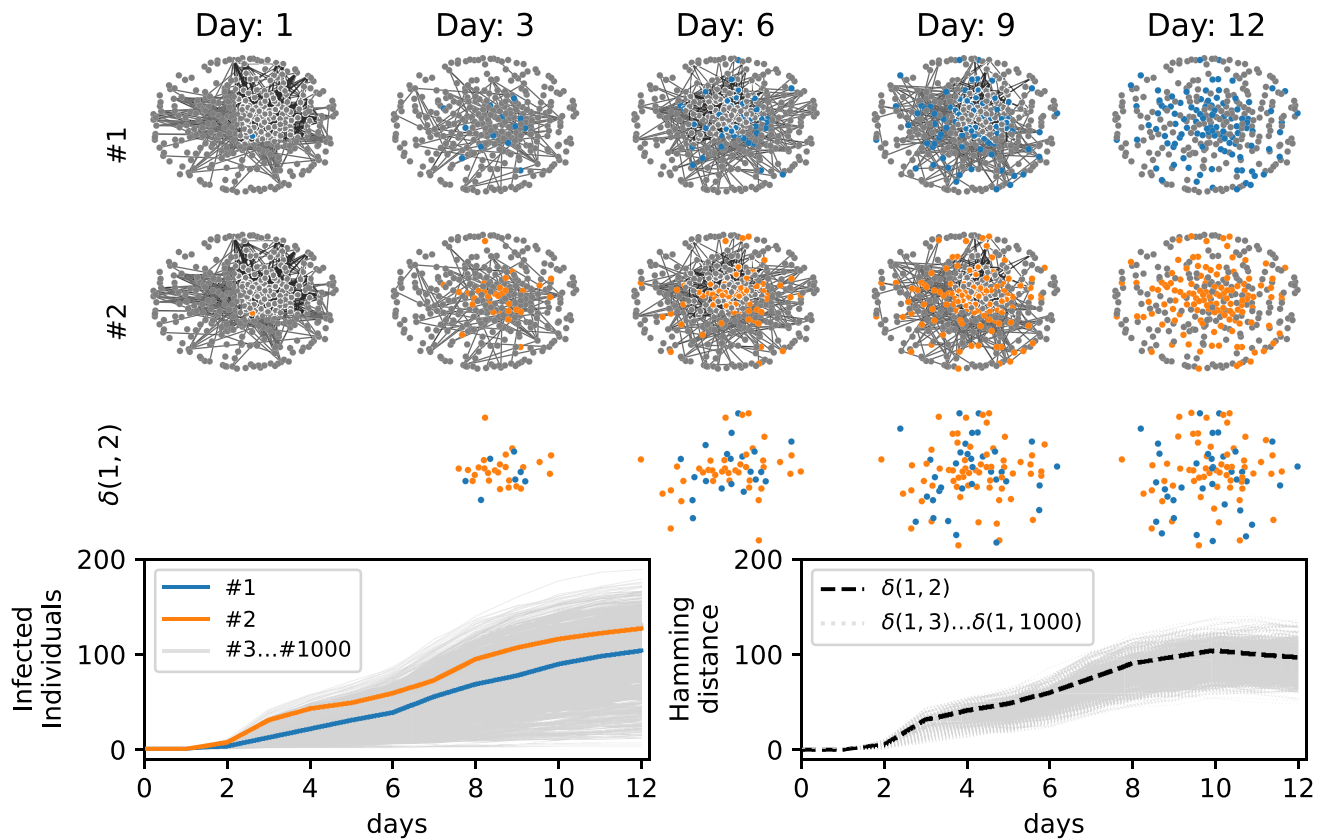 Day: 1 Day: 3 Day: 6 Day: 9 Day: 12
#1
#2
δ(1, 2)
200
100
0
Infected
Individuals
#1
#2
#3...#1000
0 2 4 6 8 10 12
days
200
100
0
Hamming
distance
δ(1, 2)
δ(1, 3)...δ(1, 1000)
0 2 4 6 8 10 12
days